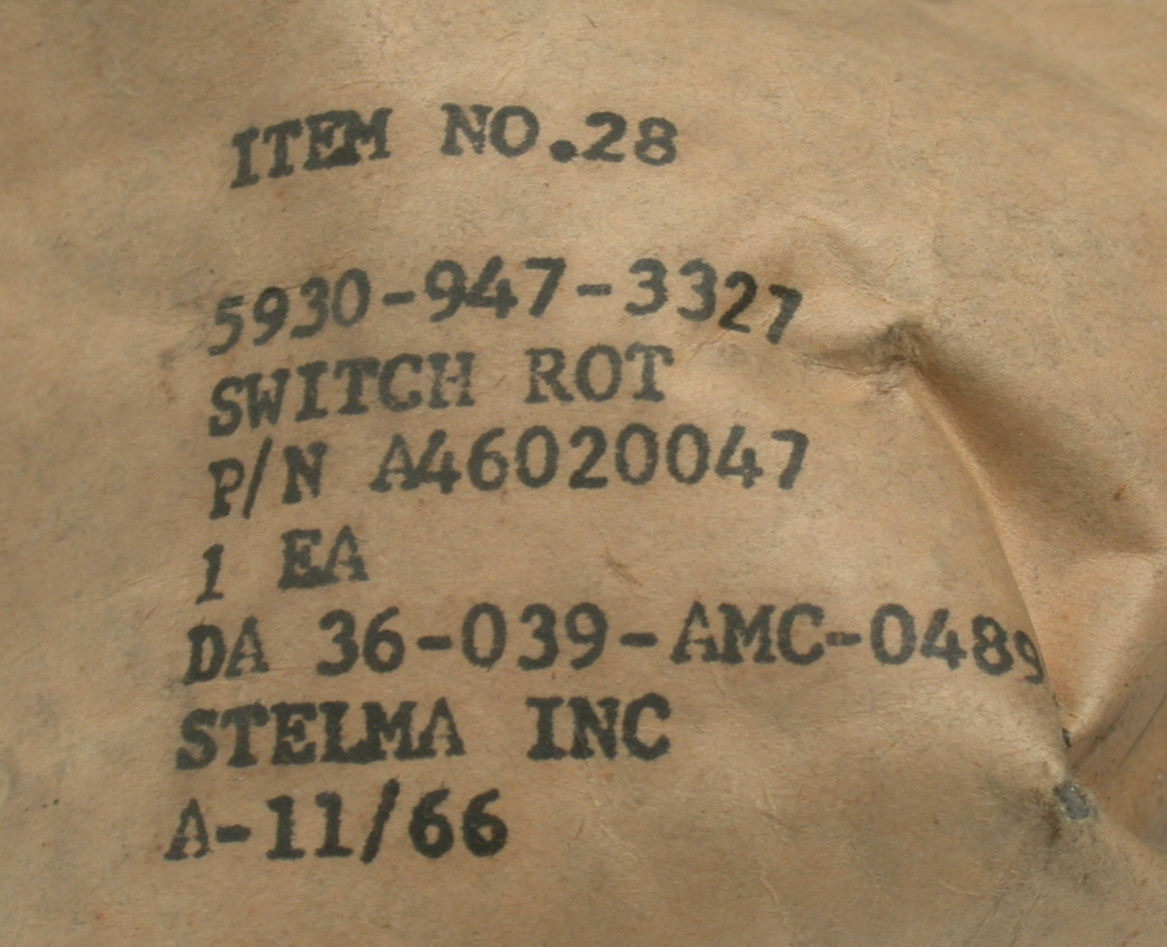 ITEM NO.28
5930-947-3327
SWITCH ROT
P/N A46020047
1 EA
DA 36-039-AMC-0489
STELMA INC
A-11/66